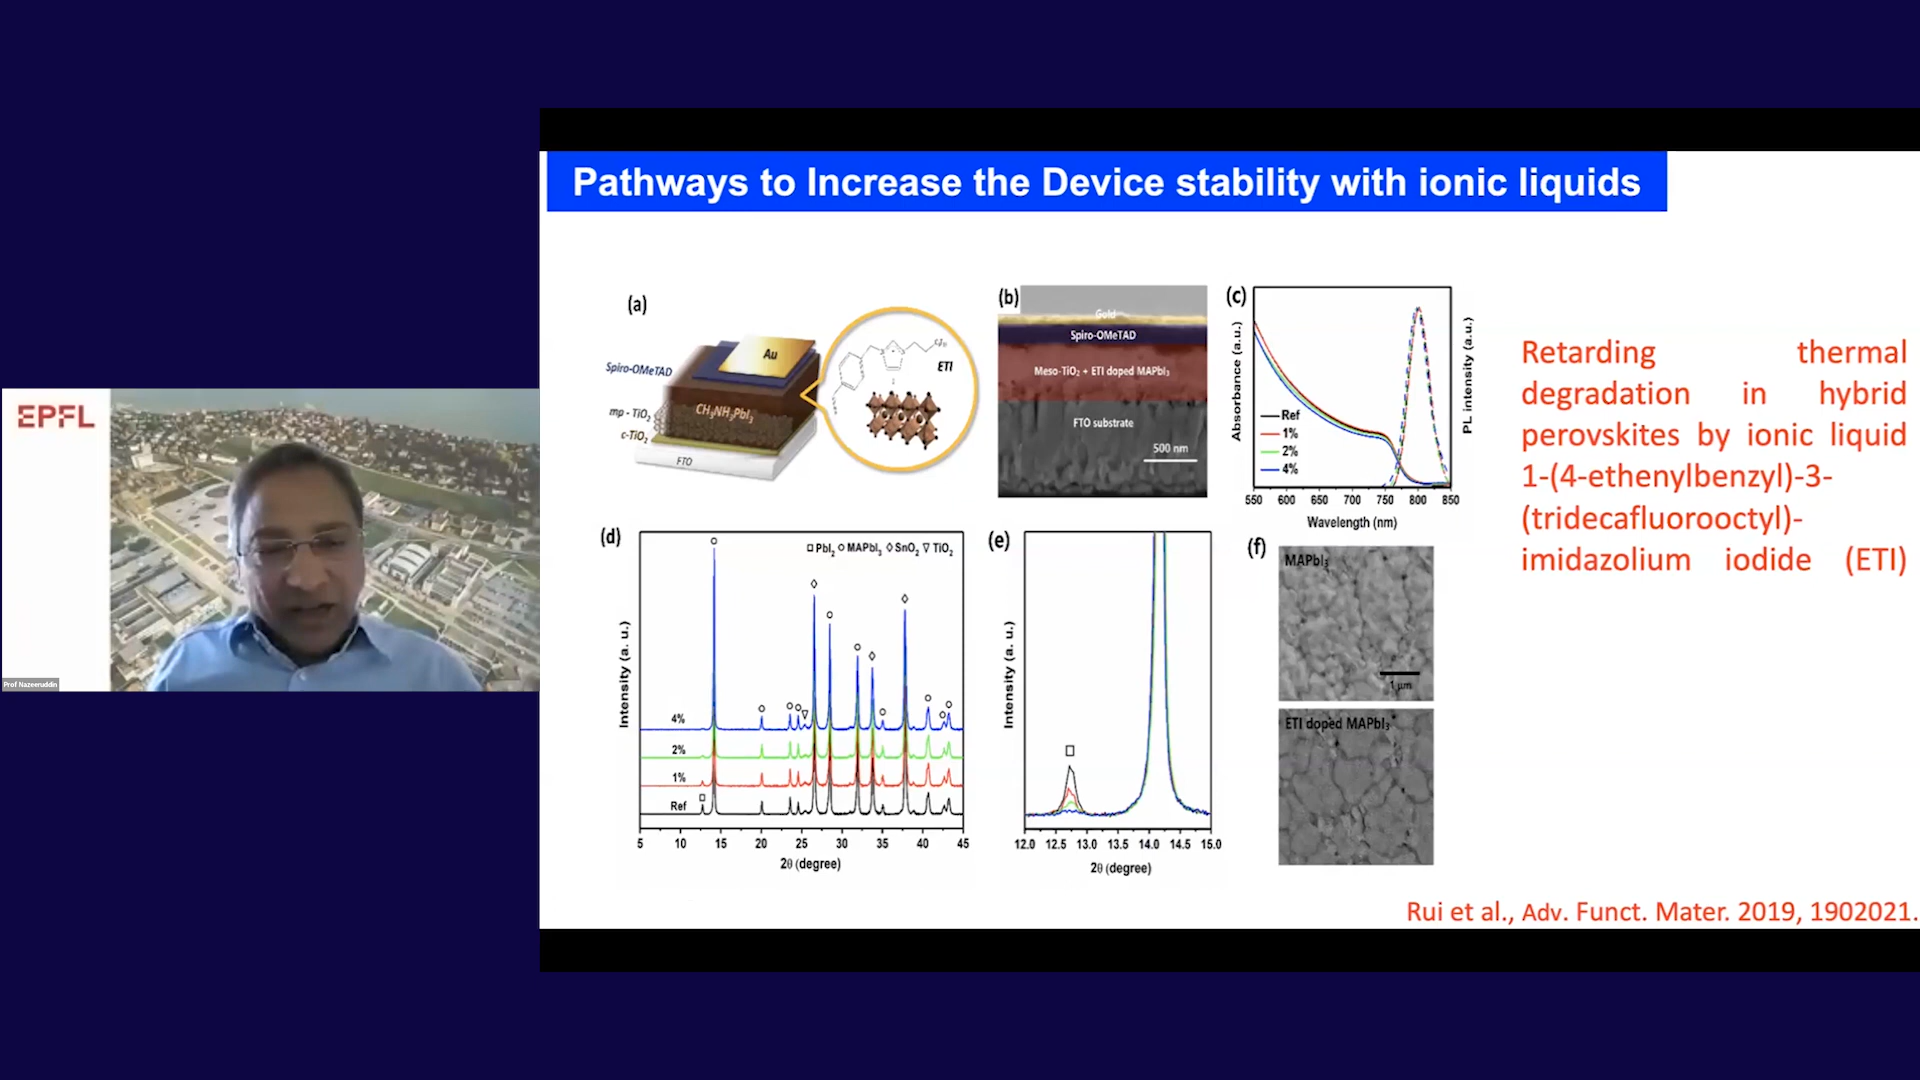 Pathways to Increase the Device stability with ionic liquids
EPFL
Prof Nazeeruddin
(a)
Au
Spiro-OMeTAD
mp - TiO₂
CH₃NH₃PbI₃
c-TiO₂
FTO
ETI
(b)
Gold
Spiro-OMeTAD
Meso-TiO₂ + ETI doped MAPbI₃
FTO substrate
500 nm
(c)
Absorbance (a.u.)
PL intensity (a.u.)
Ref
1%
2%
4%
550 600 650 700 750 800 850
Wavelength (nm)
Retarding thermal
degradation in hybrid
perovskites by ionic liquid
1-(4-ethenylbenzyl)-3-
(tridecafluorooctyl)-
imidazolium iodide (ETI)
(d)
□ PbI₂ ○ MAPbI₃ ◇ SnO₂ ▽ TiO₂
Intensity (a. u.)
4%
2%
1%
Ref
5 10 15 20 25 30 35 40 45
2θ (degree)
(e)
Intensity (a. u.)
12.0 12.5 13.0 13.5 14.0 14.5 15.0
2θ (degree)
(f)
MAPbI₃
1 μm
ETI doped MAPbI₃
Rui et al., Adv. Funct. Mater. 2019, 1902021.